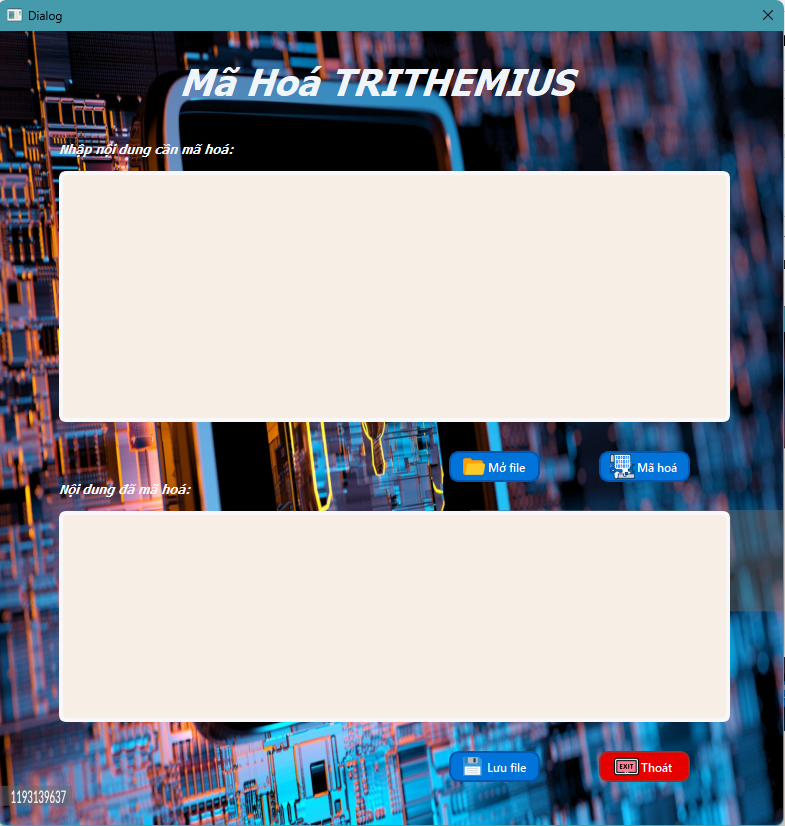 Dialog
Mã Hoá TRITHEMIUS
Nhập nội dung cần mã hoá:
Mở file
Mã hoá
Nội dung đã mã hoá:
Lưu file
EXIT Thoát
1193139637